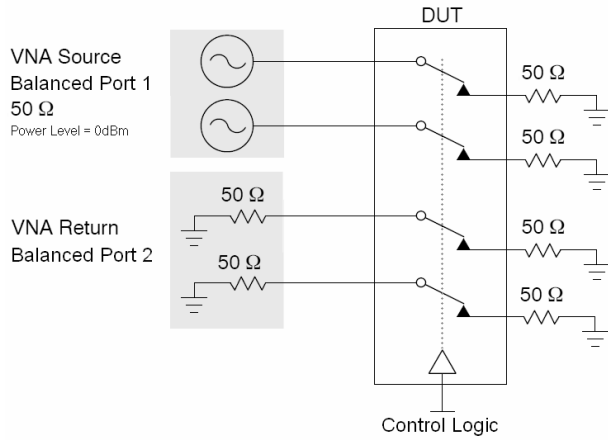 DUT
VNA Source
Balanced Port 1
50 Ω
Power Level = 0dBm
50 Ω
50 Ω
VNA Return
Balanced Port 2
50 Ω
50 Ω
50 Ω
50 Ω
Control Logic